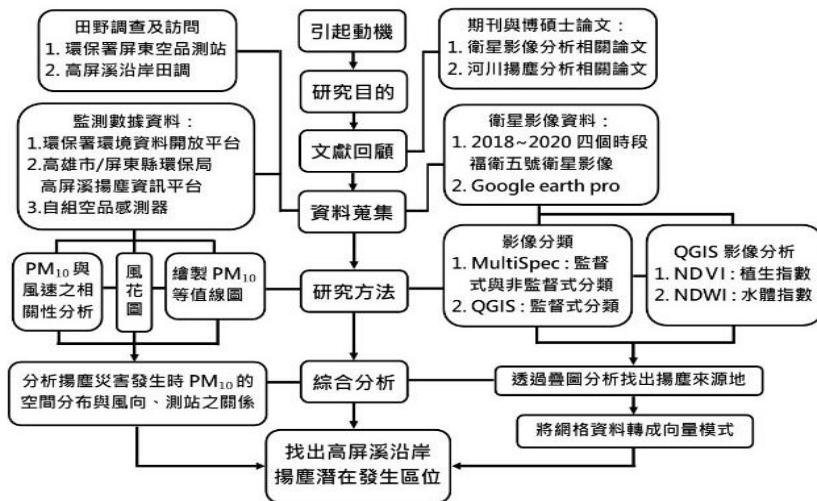 田野調查及訪問
1. 環保署屏東空品測站
2. 高屏溪沿岸田調
引起動機
期刊與博碩士論文：
1. 衛星影像分析相關論文
2. 河川揚塵分析相關論文
研究目的
監測數據資料：
1.環保署環境資料開放平台
2.高雄市/屏東縣環保局
高屏溪揚塵資訊平台
3.自組空品感測器
文獻回顧
衛星影像資料：
1. 2018~2020 四個時段
福衛五號衛星影像
2. Google earth pro
資料蒐集
PM₁₀ 與
風速之相
關性分析
風
花
圖
繪製 PM₁₀
等值線圖
研究方法
影像分類
1. MultiSpec：監督
式與非監督式分類
2. QGIS：監督式分類
QGIS 影像分析
1. NDVI：植生指數
2. NDWI：水體指數
分析揚塵災害發生時 PM₁₀ 的
空間分布與風向、測站之關係
綜合分析
透過疊圖分析找出揚塵來源地
將網格資料轉成向量模式
找出高屏溪沿岸
揚塵潛在發生區位